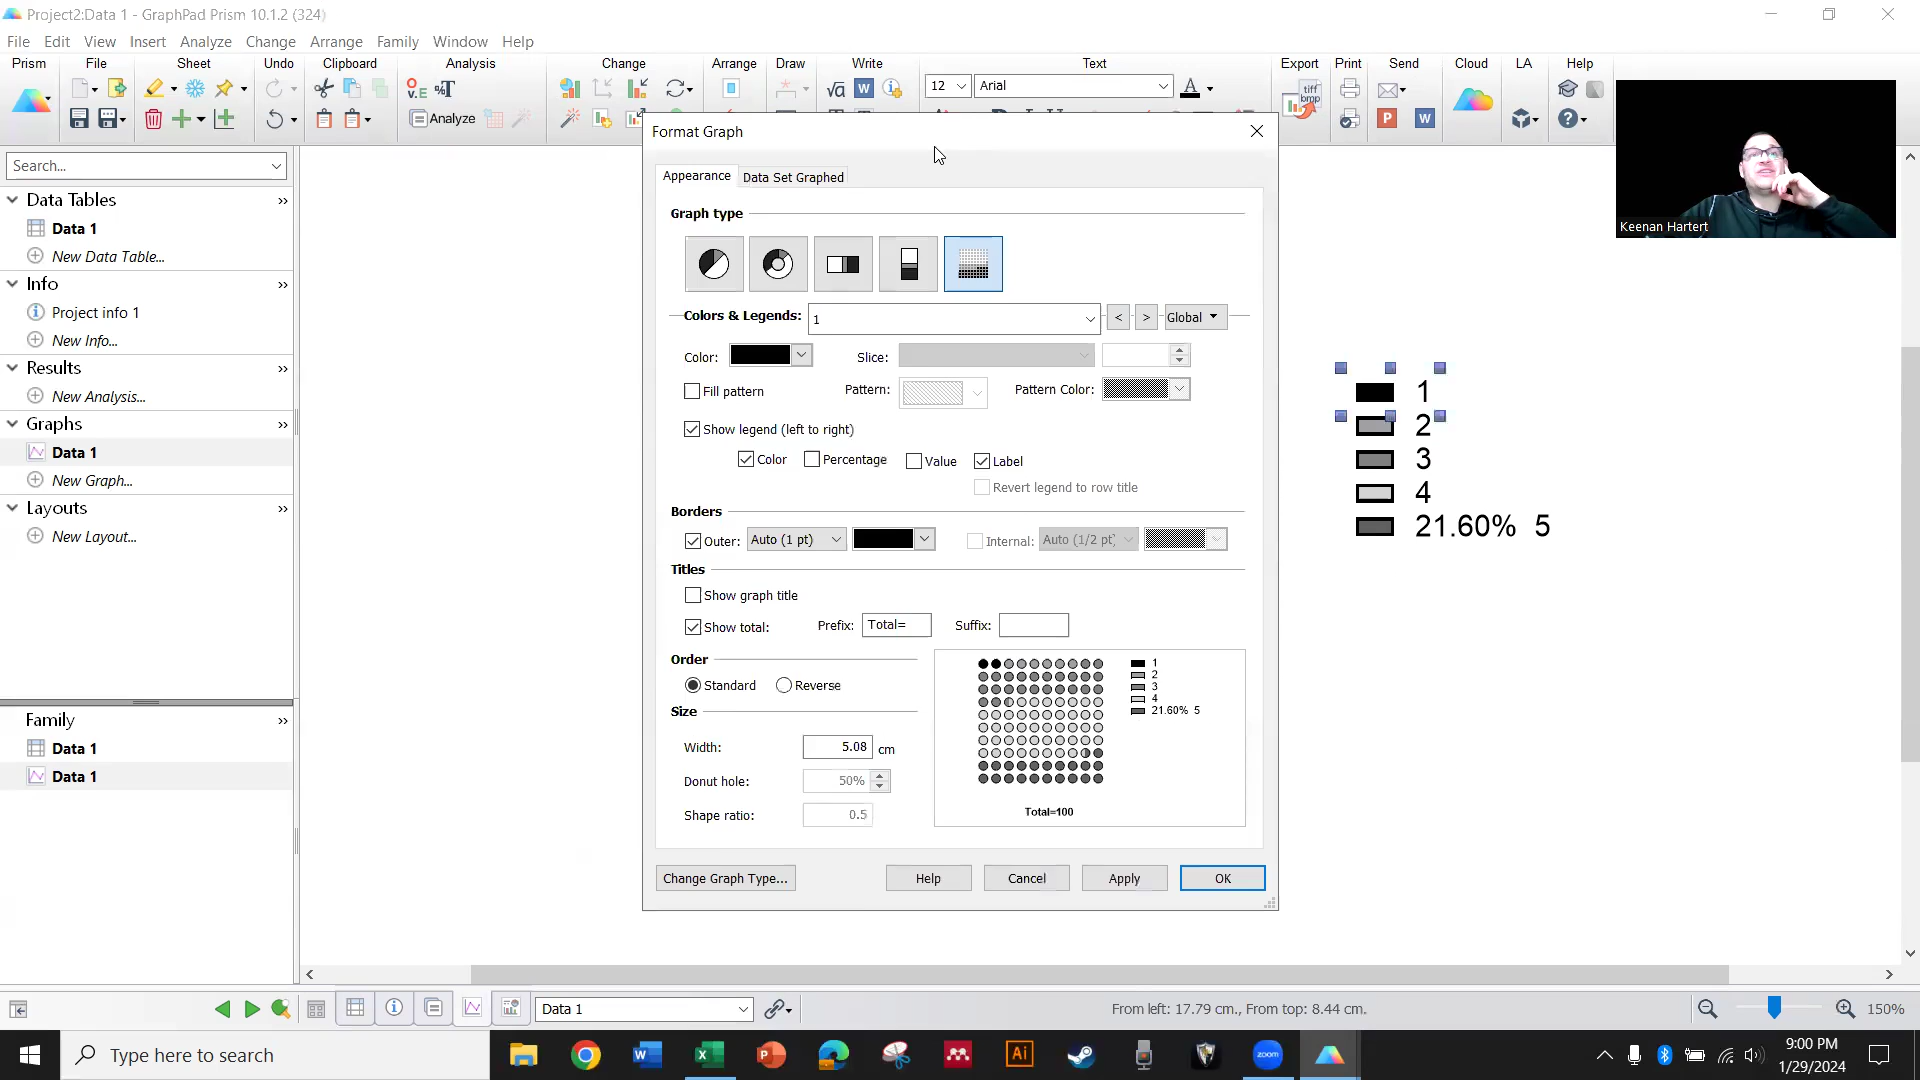 Project2:Data 1 - GraphPad Prism 10.1.2 (324)
File Edit View Insert Analyze Change Arrange Family Window Help
Prism File Sheet Undo Clipboard Analysis Change Arrange Draw Write Text Export Print Send Cloud LA Help
12 Arial
Analyze
tiff
bmp
Search...
Data Tables
Data 1
New Data Table...
Info
Project info 1
New Info...
Results
New Analysis...
Graphs
Data 1
New Graph...
Layouts
New Layout...
Family
Data 1
Data 1
Format Graph
Appearance Data Set Graphed
Graph type
Colors & Legends: 1 < > Global
Color: Slice:
Fill pattern Pattern: Pattern Color:
Show legend (left to right)
Color Percentage Value Label
Revert legend to row title
Borders
Outer: Auto (1 pt) Internal: Auto (1/2 pt)
Titles
Show graph title
Show total: Prefix: Total= Suffix:
Order
Standard Reverse
Size
Width: 5.08 cm
Donut hole: 50%
Shape ratio: 0.5
1
2
3
4
21.60% 5
Total=100
Change Graph Type... Help Cancel Apply OK
1
2
3
4
21.60% 5
Keenan Hartert
Data 1 From left: 17.79 cm., From top: 8.44 cm. 150%
Type here to search
zoom
9:00 PM
1/29/2024